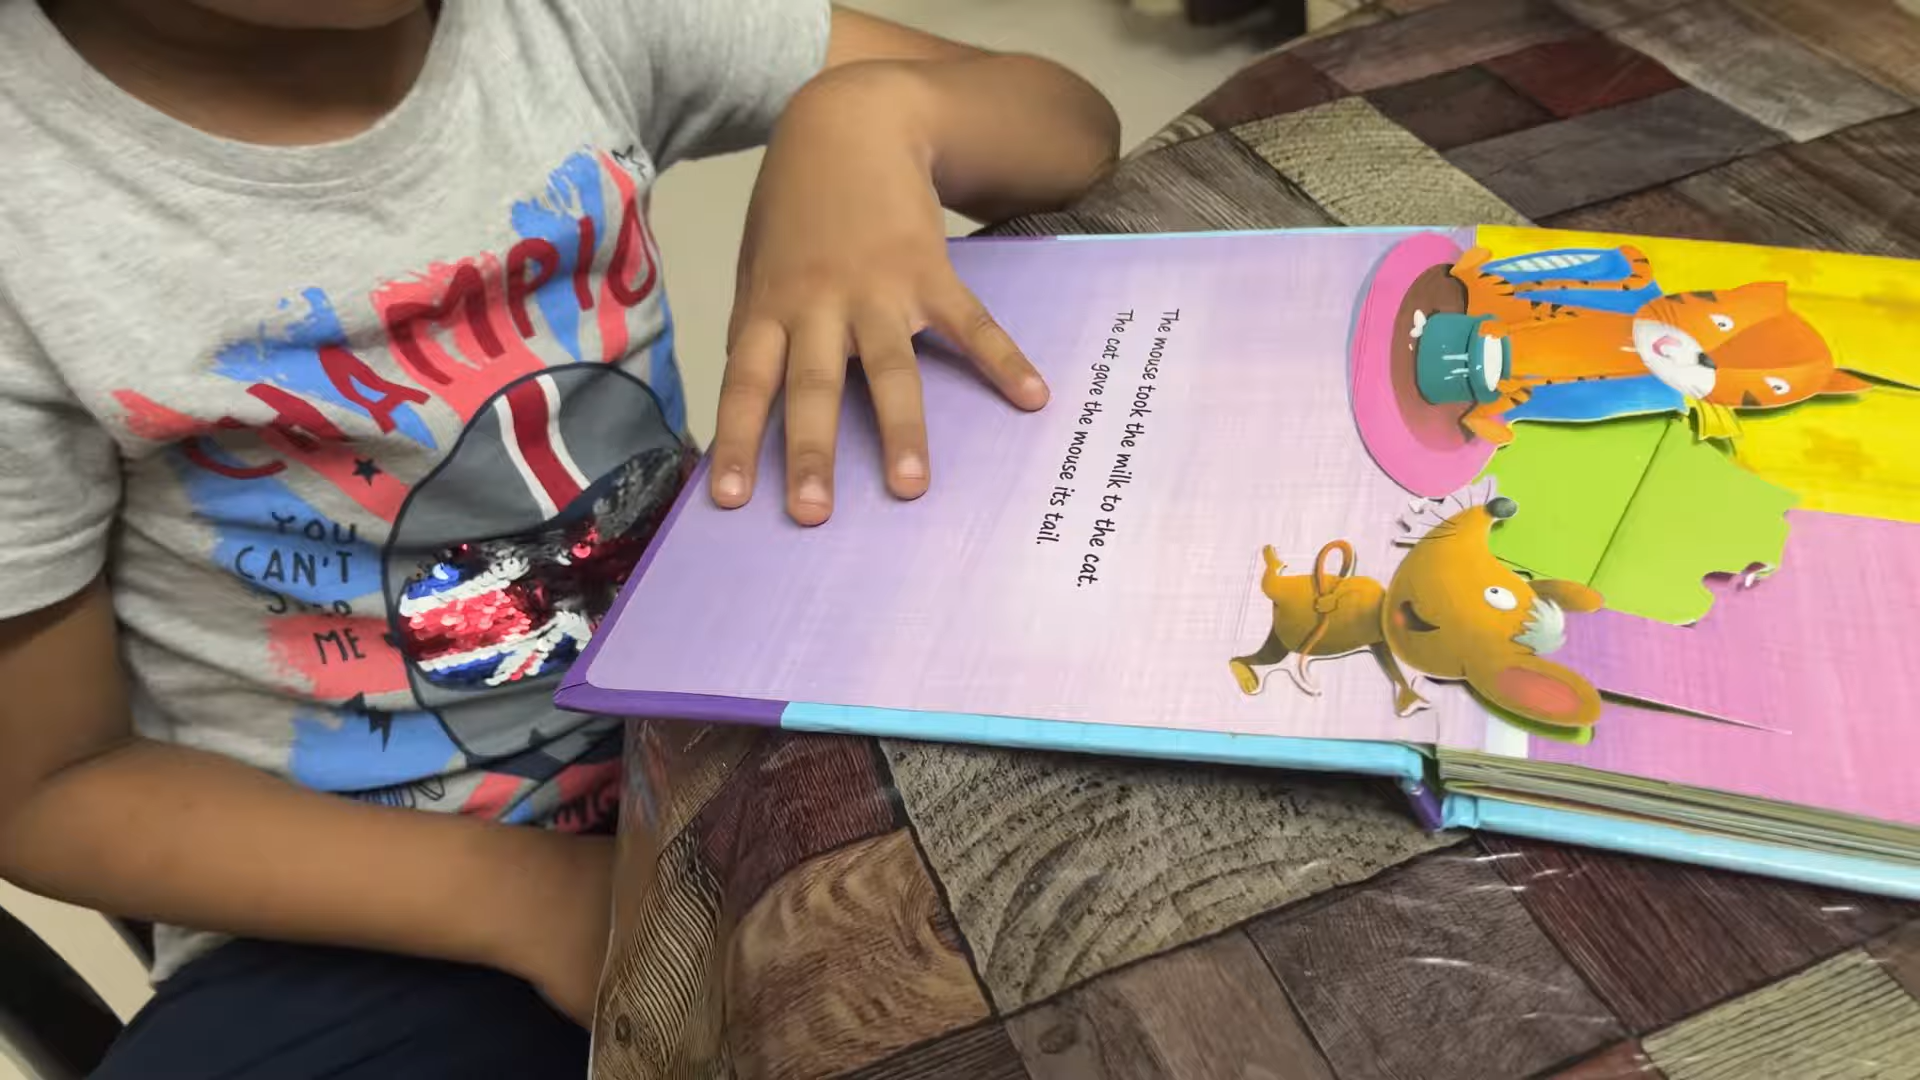 CHAMPIO
YOU
CAN'T
ME
The mouse took the milk to the cat.
The cat gave the mouse its tail.